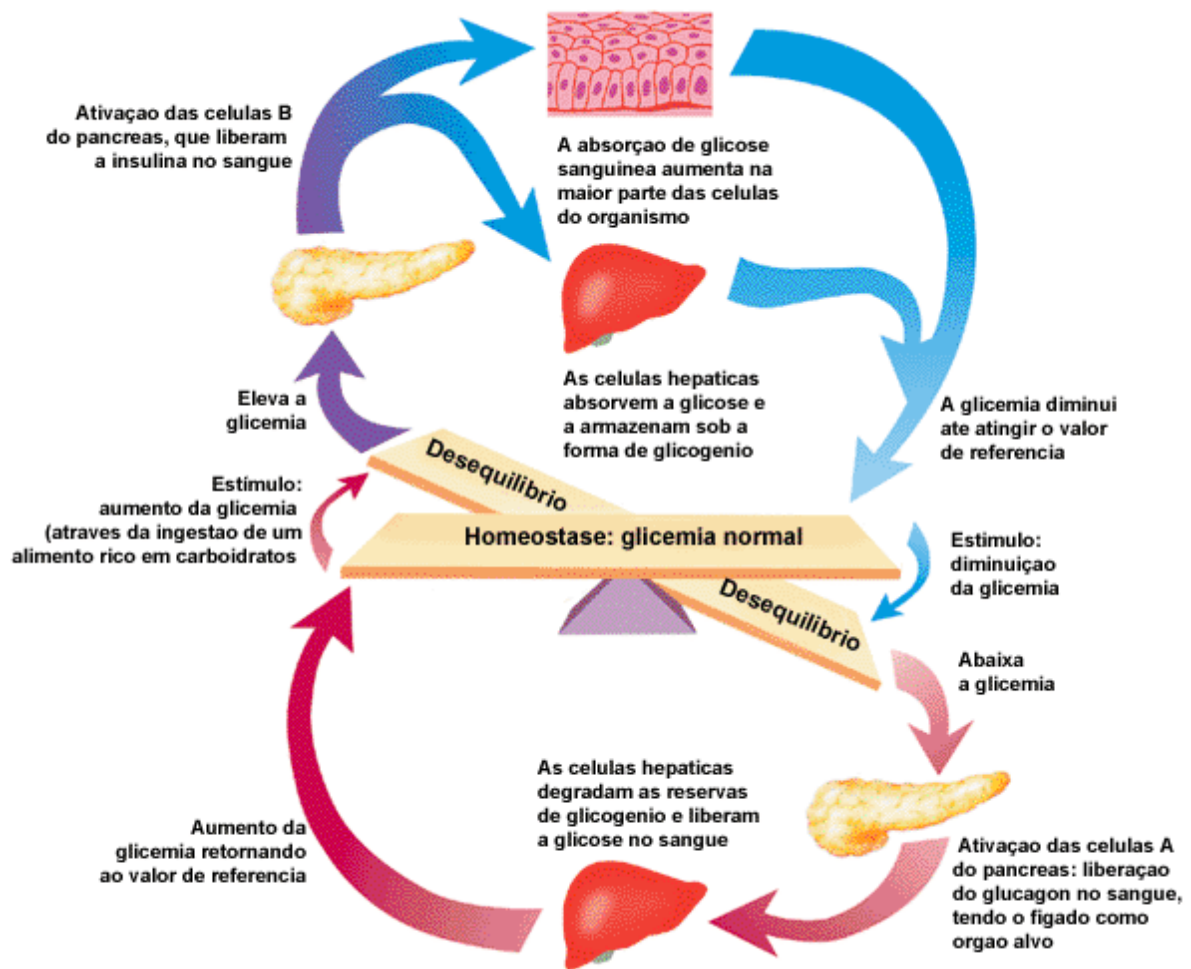 Ativaçao das celulas B
do pancreas, que liberam
a insulina no sangue
A absorçao de glicose
sanguinea aumenta na
maior parte das celulas
do organismo
Eleva a
glicemia
As celulas hepaticas
absorvem a glicose e
a armazenam sob a
forma de glicogenio
A glicemia diminui
ate atingir o valor
de referencia
Estímulo:
aumento da glicemia
(atraves da ingestao de um
alimento rico em carboidratos
Desequilibrio
Homeostase: glicemia normal
Desequilibrio
Estimulo:
diminuiçao
da glicemia
Abaixa
a glicemia
As celulas hepaticas
degradam as reservas
de glicogenio e liberam
a glicose no sangue
Aumento da
glicemia retornando
ao valor de referencia
Ativaçao das celulas A
do pancreas: liberaçao
do glucagon no sangue,
tendo o figado como
orgao alvo